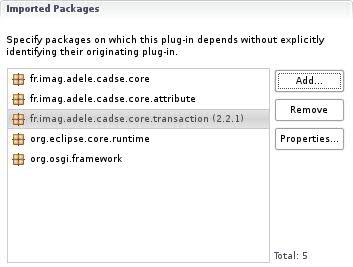 Imported Packages
Specify packages on which this plug-in depends without explicitly
identifying their originating plug-in.
fr.imag.adele.cadse.core
fr.imag.adele.cadse.core.attribute
fr.imag.adele.cadse.core.transaction (2.2.1)
org.eclipse.core.runtime
org.osgi.framework
Add...
Remove
Properties...
Total: 5